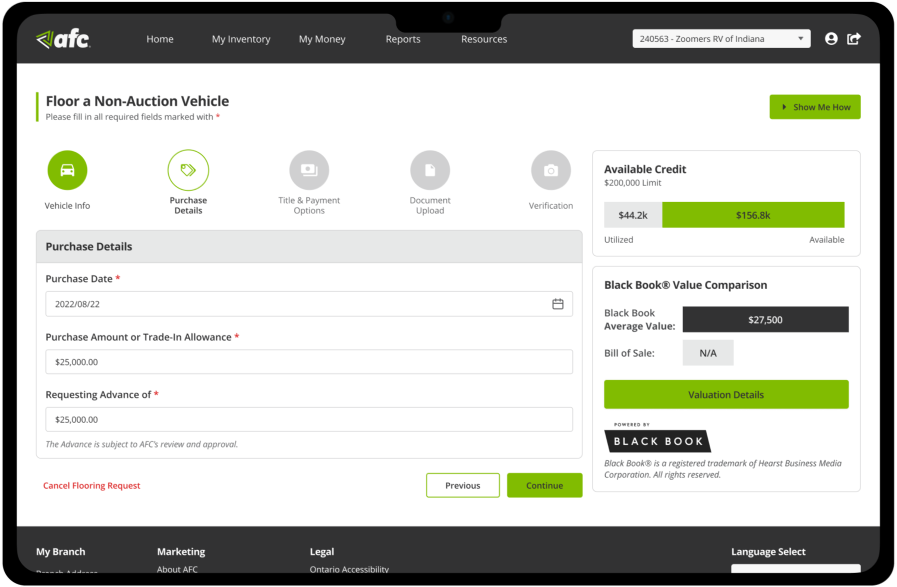 afc
Home
My Inventory
My Money
Reports
Resources
240563 - Zoomers RV of Indiana
Floor a Non-Auction Vehicle
Please fill in all required fields marked with *
Show Me How
Vehicle Info
Purchase
Details
Title & Payment
Options
Document
Upload
Verification
Purchase Details
Purchase Date *
2022/08/22
Purchase Amount or Trade-In Allowance *
$25,000.00
Requesting Advance of *
$25,000.00
The Advance is subject to AFC's review and approval.
Cancel Flooring Request
Previous
Continue
Available Credit
$200,000 Limit
$44.2k
$156.8k
Utilized
Available
Black Book® Value Comparison
Black Book
Average Value:
$27,500
Bill of Sale:
N/A
Valuation Details
POWERED BY
BLACK BOOK
Black Book® is a registered trademark of Hearst Business Media
Corporation. All rights reserved.
My Branch
Branch Address
Marketing
About AFC
Legal
Ontario Accessibility
Language Select